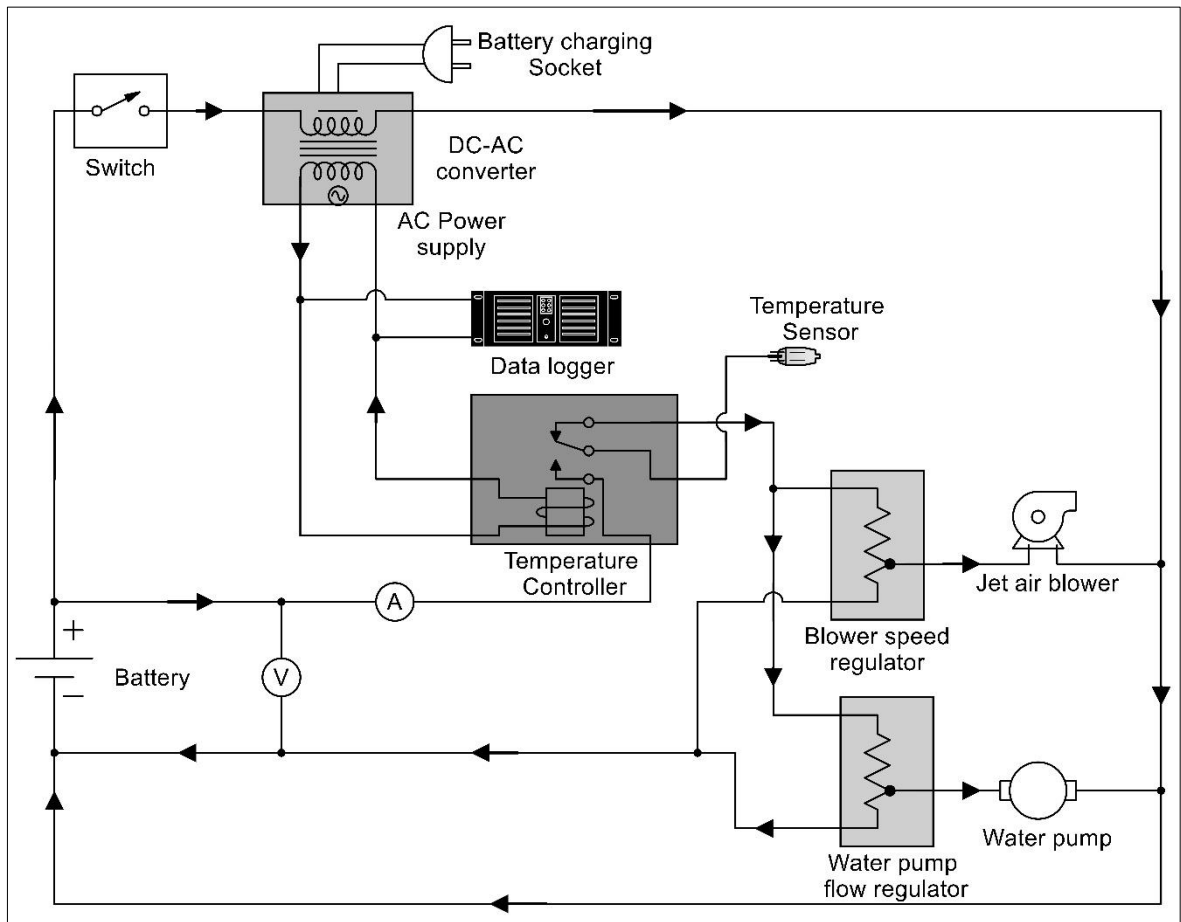 Battery charging
Socket
Switch
DC-AC
converter
AC Power
supply
Temperature
Sensor
Data logger
Temperature
Controller
Jet air blower
A
+
Blower speed
regulator
Battery
V
−
Water pump
Water pump
flow regulator